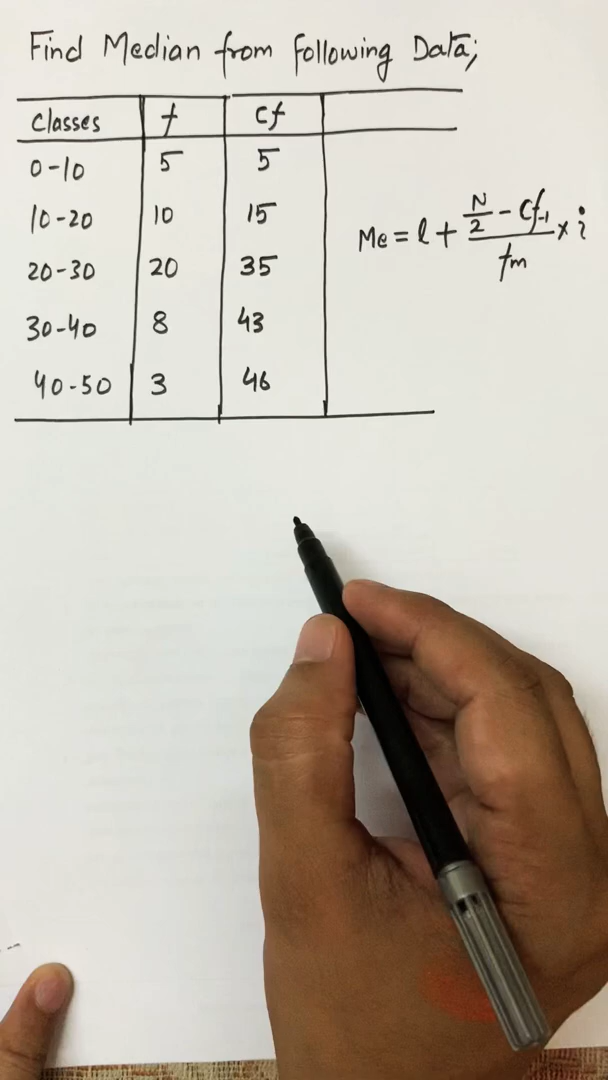 Find Median from following Data;
Classes f cf
0-10 5 5
10-20 10 15
20-30 20 35
30-40 8 43
40-50 3 46
Me = l + (N/2 - cf-1)/fm × i